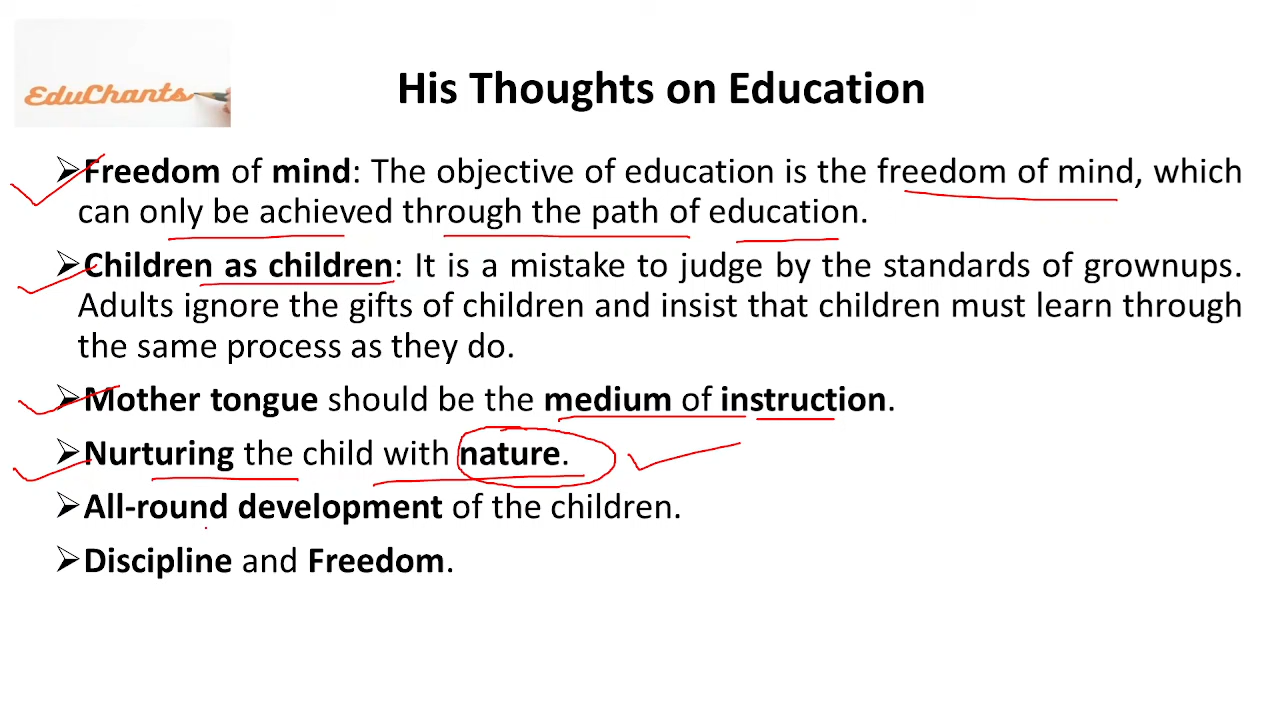 EduChants
His Thoughts on Education
➢Freedom of mind: The objective of education is the freedom of mind, which
can only be achieved through the path of education.
➢Children as children: It is a mistake to judge by the standards of grownups.
Adults ignore the gifts of children and insist that children must learn through
the same process as they do.
➢Mother tongue should be the medium of instruction.
➢Nurturing the child with nature.
➢All-round development of the children.
➢Discipline and Freedom.